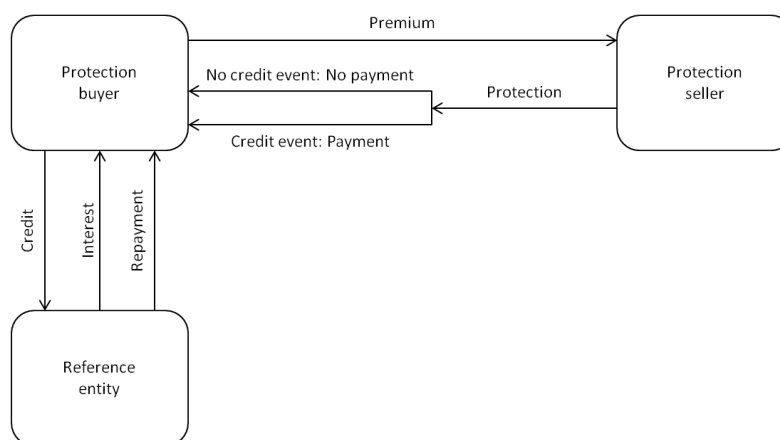 Premium
Protection
buyer
No credit event: No payment
Protection
Protection
seller
Credit event: Payment
Credit
Interest
Repayment
Reference
entity